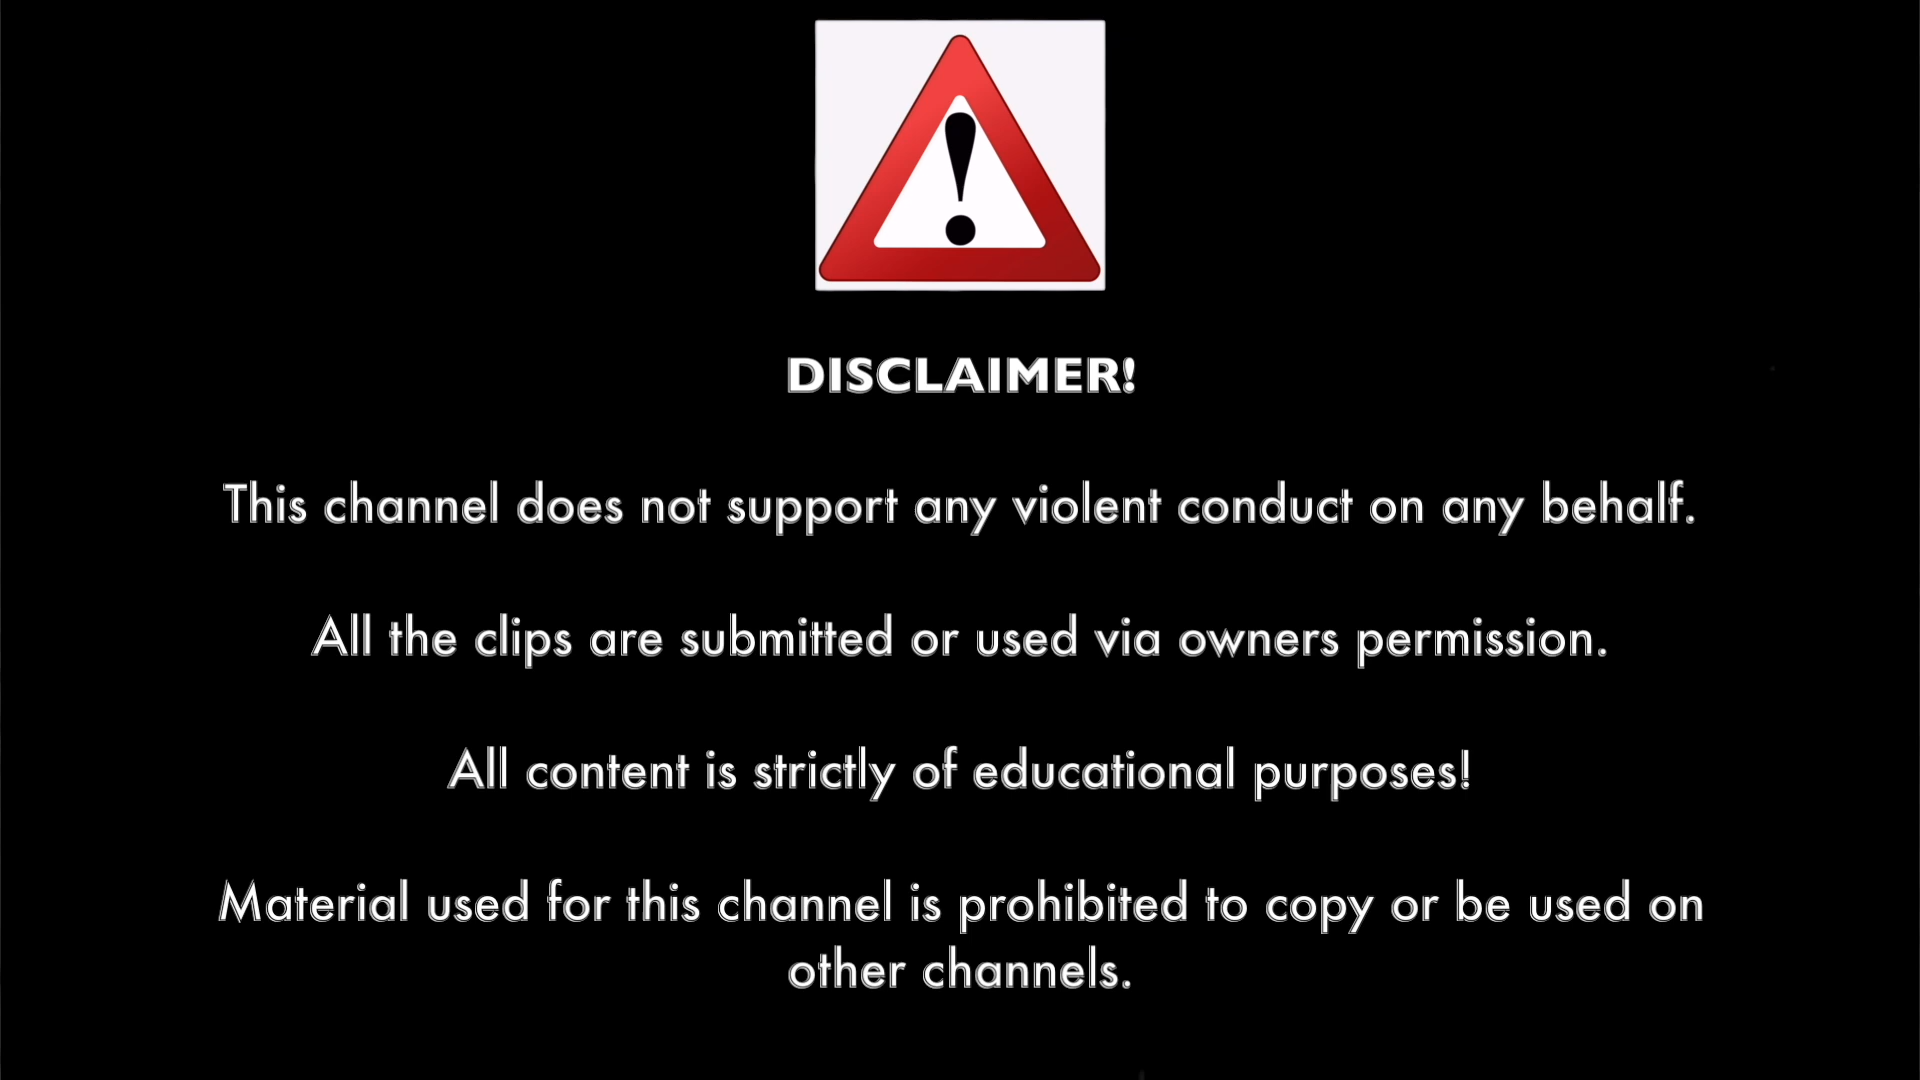 DISCLAIMER!
This channel does not support any violent conduct on any behalf.
All the clips are submitted or used via owners permission.
All content is strictly of educational purposes!
Material used for this channel is prohibited to copy or be used on
other channels.